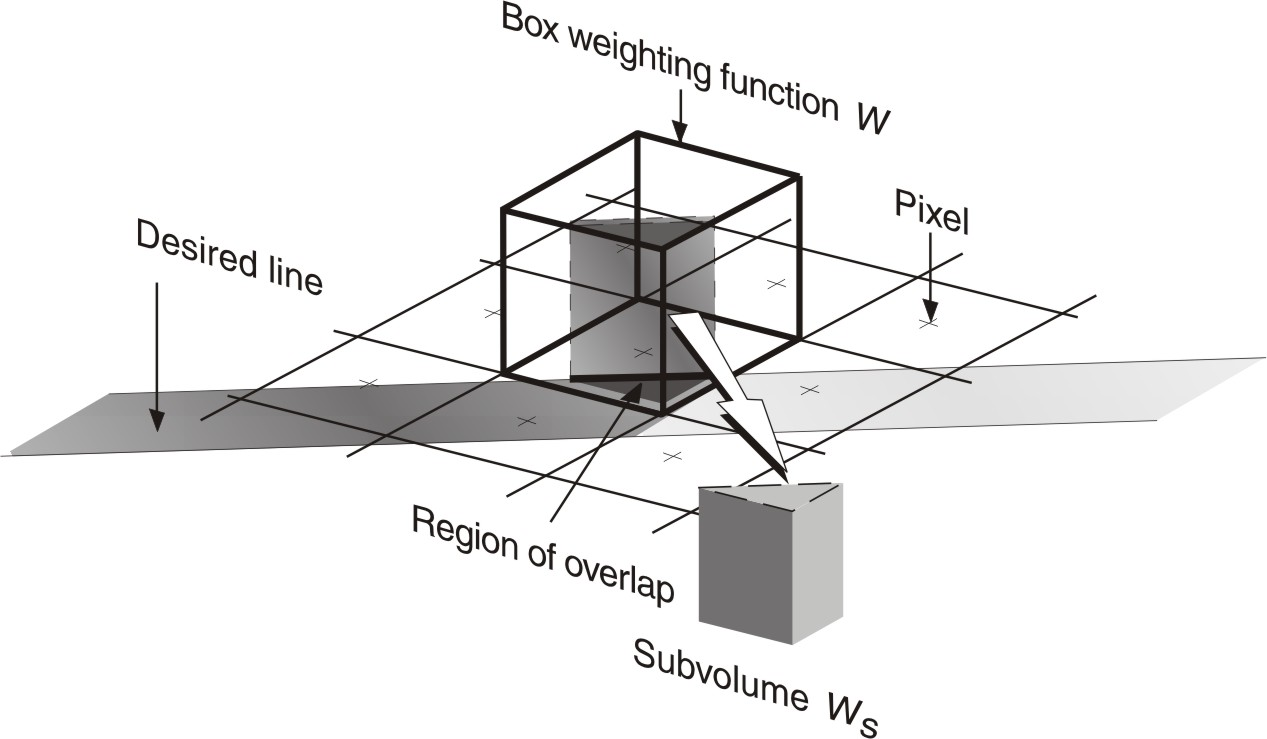 Box weighting function W
Desired line
Pixel
Region of overlap
Subvolume Ws